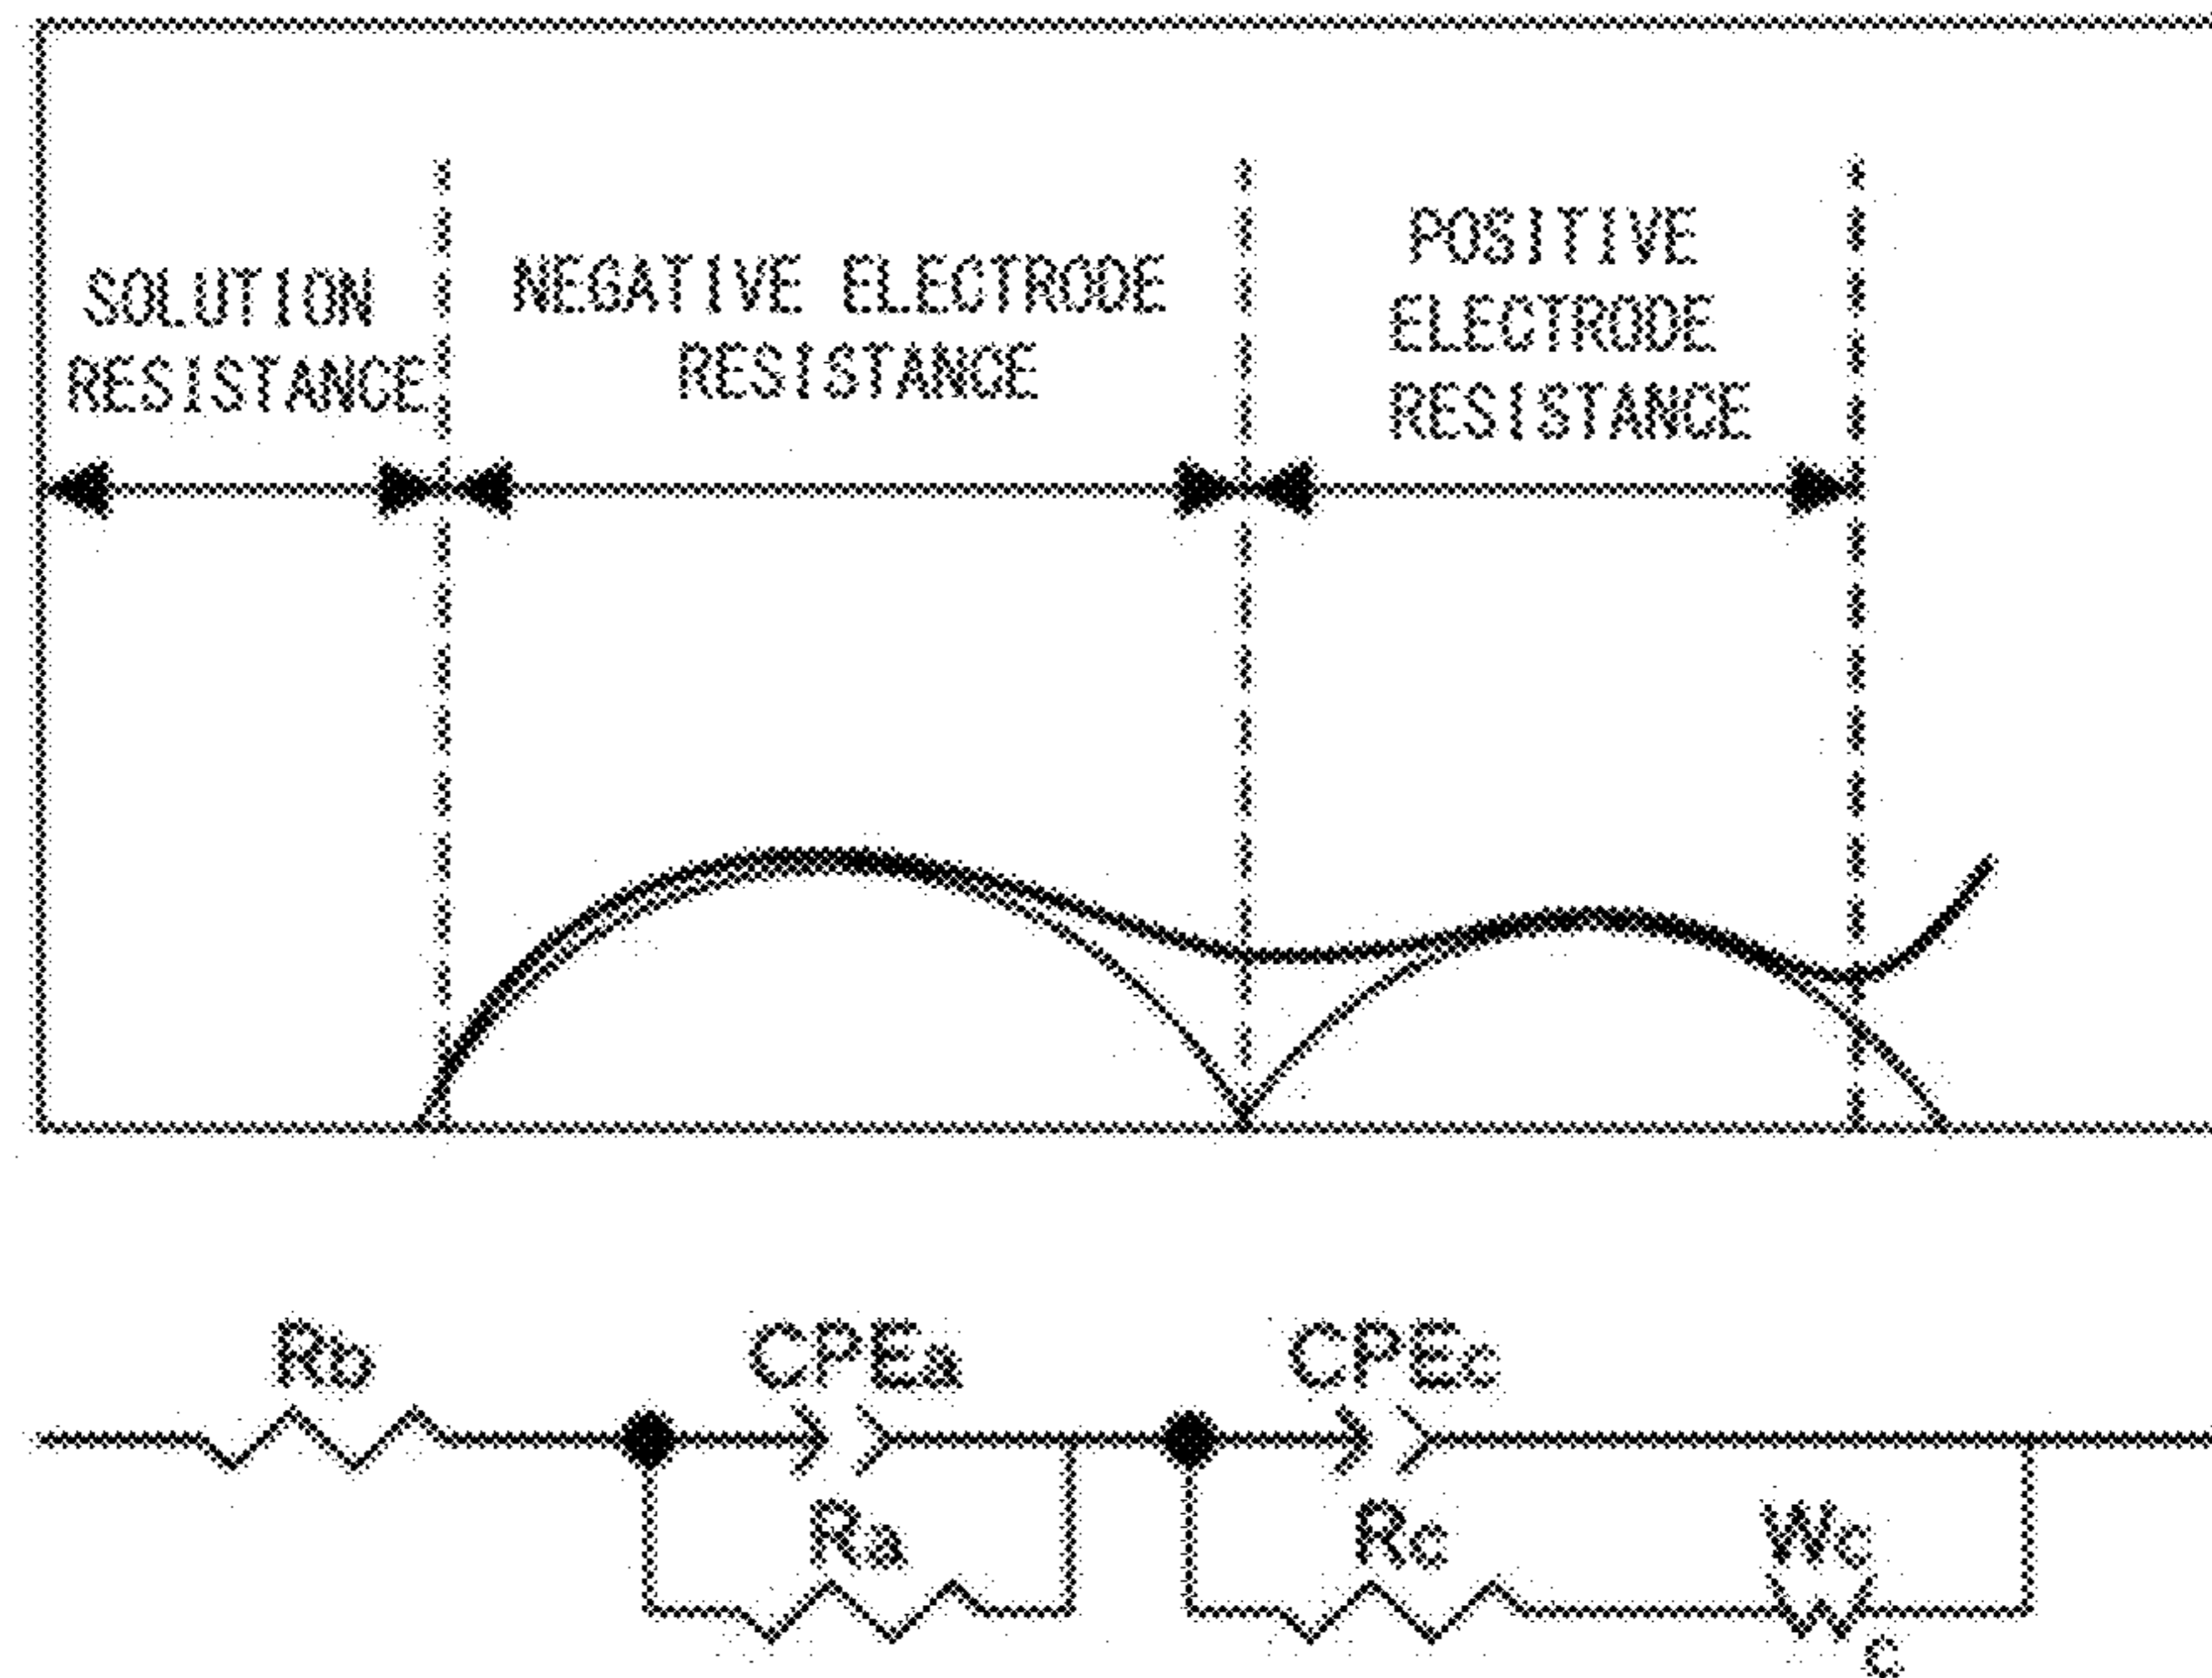 SOLUTION
RESISTANCE
NEGATIVE ELECTRODE
RESISTANCE
POSITIVE
ELECTRODE
RESISTANCE
Rb
CPEa
CPEc
Ra
Rc
Wc
c